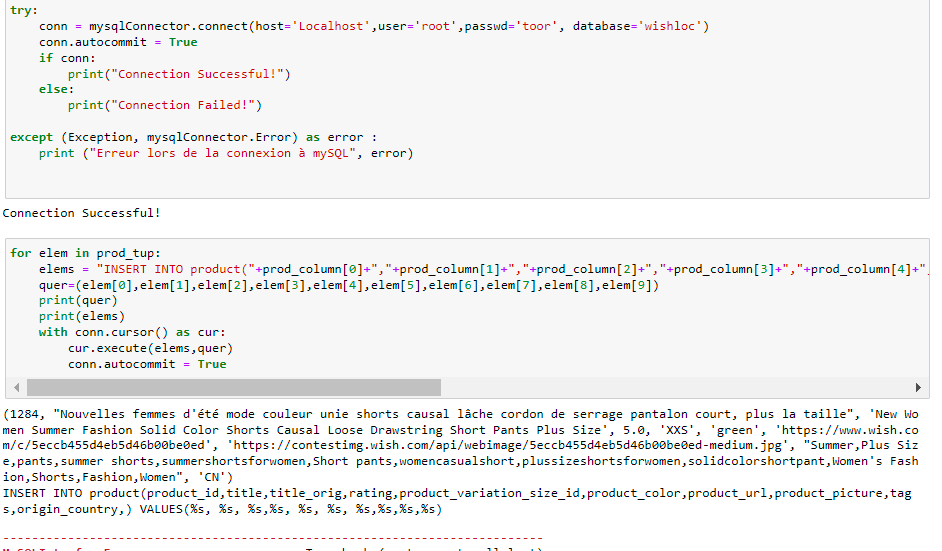 try:
    conn = mysqlConnector.connect(host='Localhost',user='root',passwd='toor', database='wishloc')
    conn.autocommit = True
    if conn:
        print("Connection Successful!")
    else:
        print("Connection Failed!")
except (Exception, mysqlConnector.Error) as error :
    print ("Erreur lors de la connexion à mySQL", error)
Connection Successful!
for elem in prod_tup:
    elems = "INSERT INTO product("+prod_column[0]+","+prod_column[1]+","+prod_column[2]+","+prod_column[3]+","+prod_column[4]+",
    quer=(elem[0],elem[1],elem[2],elem[3],elem[4],elem[5],elem[6],elem[7],elem[8],elem[9])
    print(quer)
    print(elems)
    with conn.cursor() as cur:
        cur.execute(elems,quer)
        conn.autocommit = True
(1284, "Nouvelles femmes d'été mode couleur unie shorts causal lâche cordon de serrage pantalon court, plus la taille", 'New Wo
men Summer Fashion Solid Color Shorts Causal Loose Drawstring Short Pants Plus Size', 5.0, 'XXS', 'green', 'https://www.wish.co
m/c/5eccb455d4eb5d46b00be0ed', 'https://contestimg.wish.com/api/webimage/5eccb455d4eb5d46b00be0ed-medium.jpg', "Summer,Plus Siz
e,pants,summer shorts,summershortsforwomen,Short pants,womencasualshort,plussizeshortsforwomen,solidcolorshortpant,Women's Fash
ion,Shorts,Fashion,Women", 'CN')
INSERT INTO product(product_id,title,title_orig,rating,product_variation_size_id,product_color,product_url,product_picture,tag
s,origin_country,) VALUES(%s, %s, %s,%s, %s, %s, %s,%s,%s,%s)
---------------------------------------------------------------------------